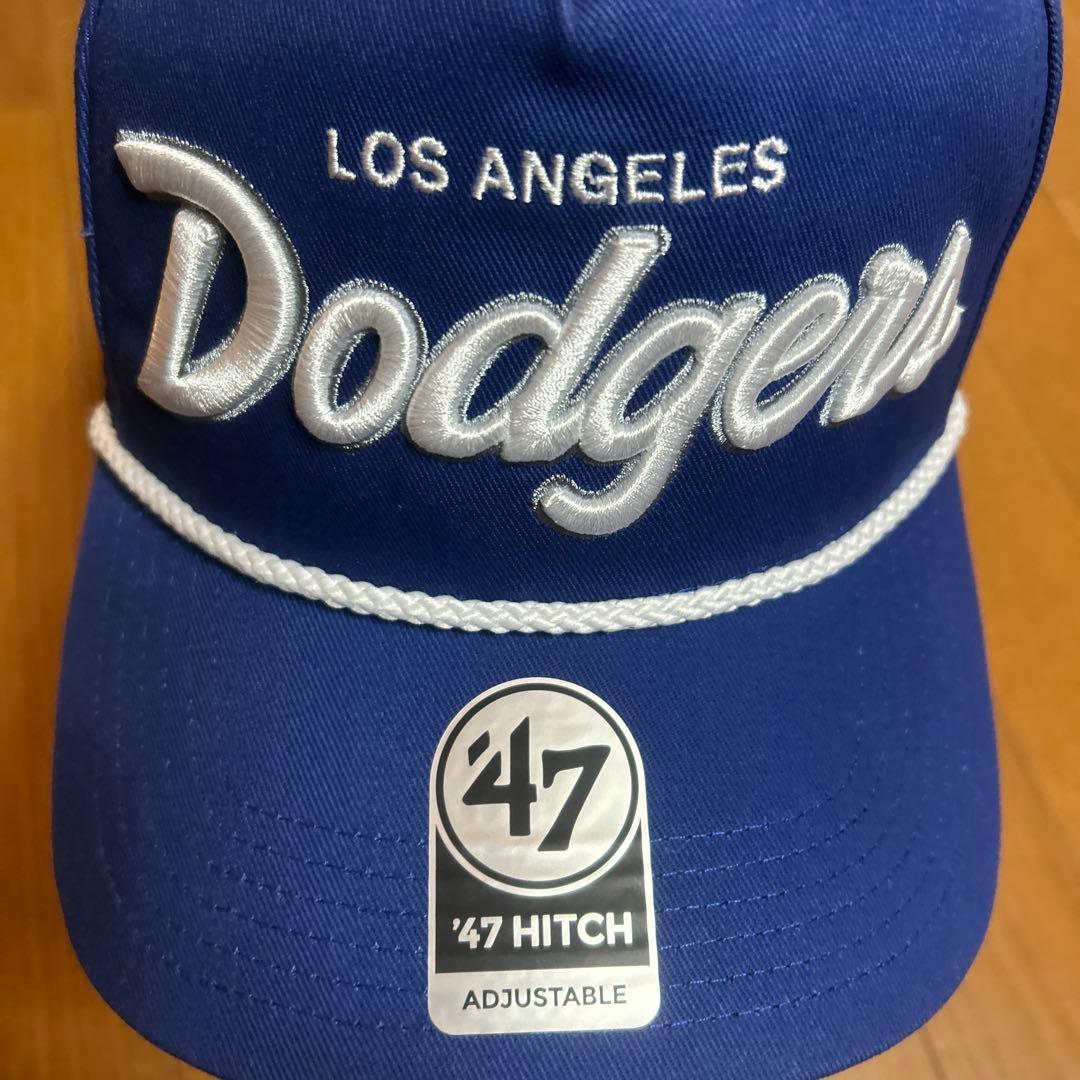 LOS ANGELES
Dodgers
'47
'47 HITCH
ADJUSTABLE